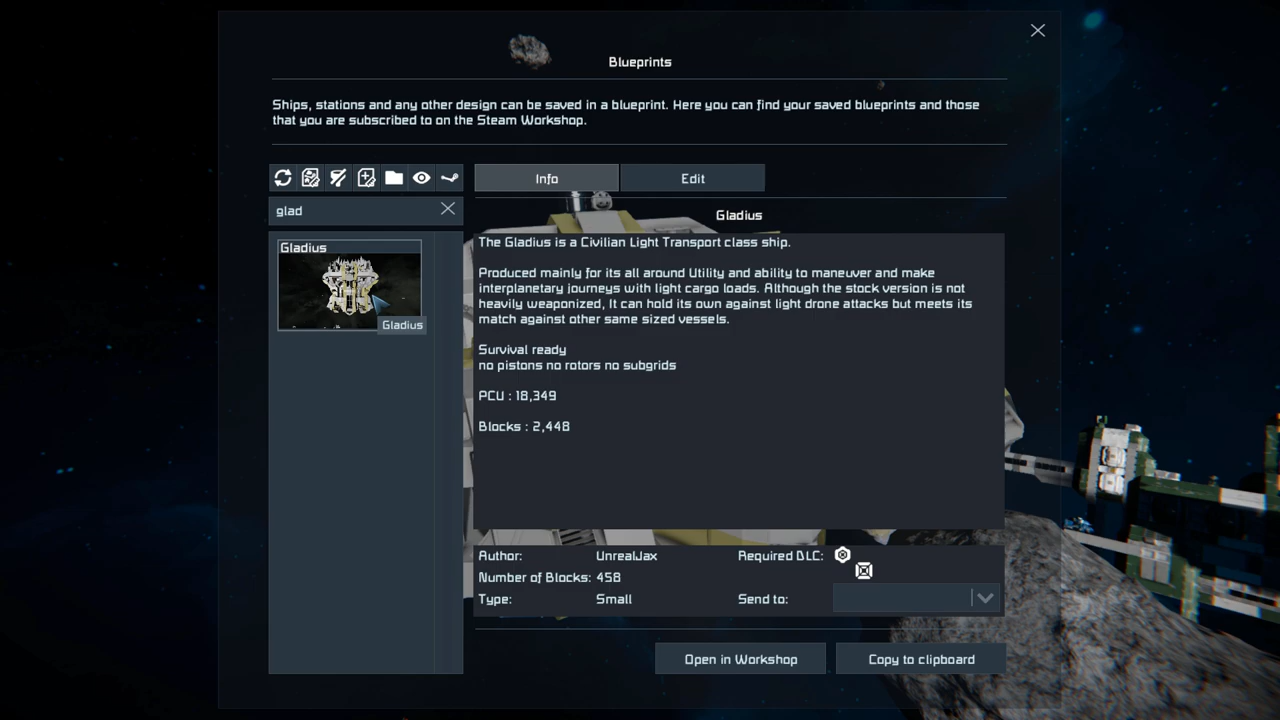 Blueprints
Ships, stations and any other design can be saved in a blueprint. Here you can find your saved blueprints and those
that you are subscribed to on the Steam Workshop.
Info
Edit
glad
Gladius
Gladius
Gladius
The Gladius is a Civilian Light Transport class ship.
Produced mainly for its all around Utility and ability to maneuver and make
interplanetary journeys with light cargo loads. Although the stock version is not
heavily weaponized, It can hold its own against light drone attacks but meets its
match against other same sized vessels.
Survival ready
no pistons no rotors no subgrids
PCU : 18,349
Blocks : 2,448
Author: UnrealJax Required DLC:
Number of Blocks: 458
Type: Small Send to:
Open in Workshop
Copy to clipboard